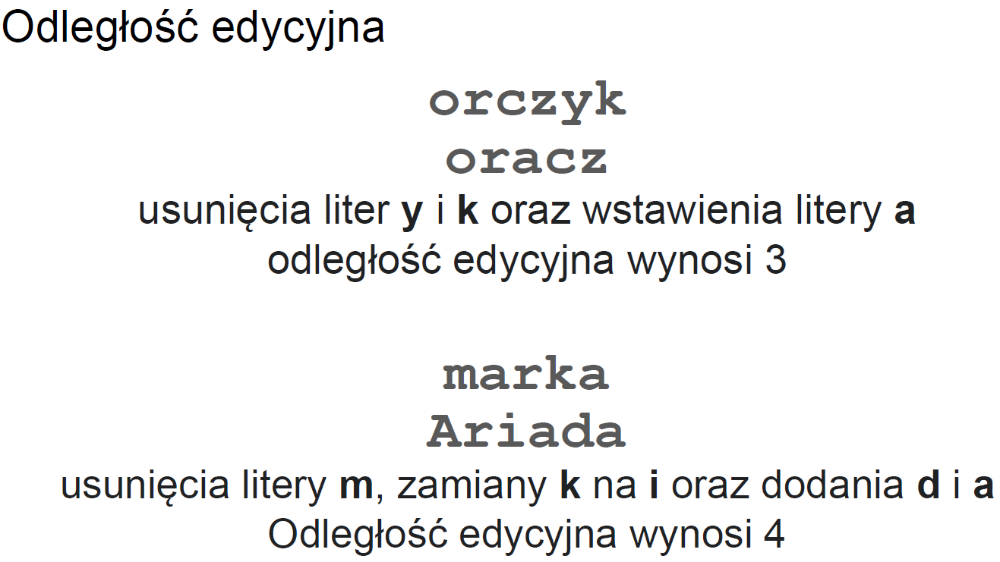 Odległość edycyjna
orczyk
oracz
usunięcia liter y i k oraz wstawienia litery a
odległość edycyjna wynosi 3
marka
Ariada
usunięcia litery m, zamiany k na i oraz dodania d i a
Odległość edycyjna wynosi 4